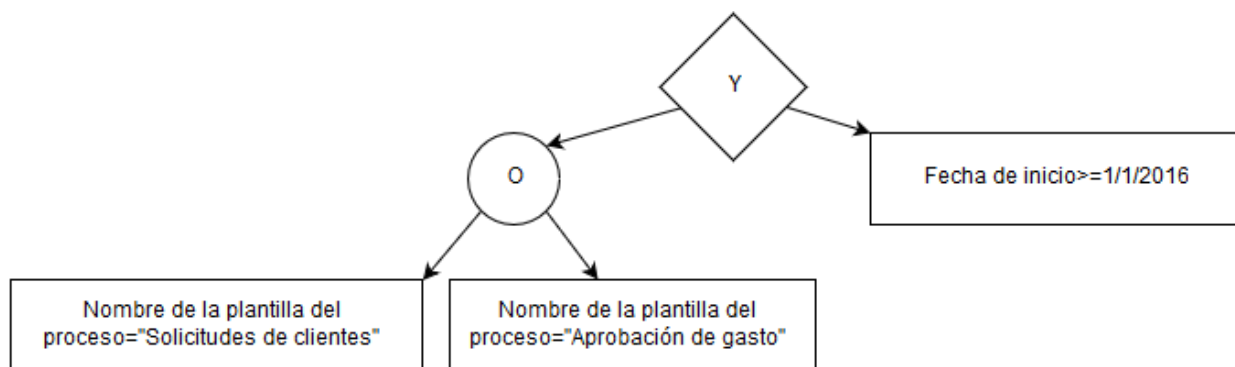 Y
O
Fecha de inicio>=1/1/2016
Nombre de la plantilla del
proceso="Solicitudes de clientes"
Nombre de la plantilla del
proceso="Aprobación de gasto"